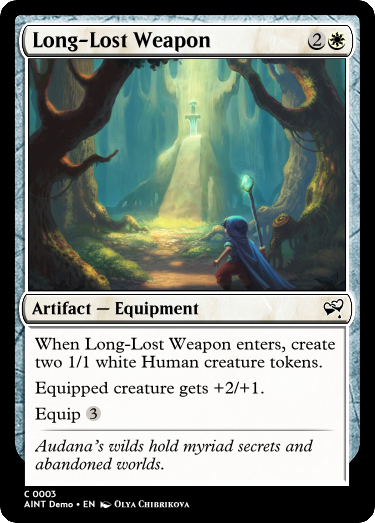 Long-Lost Weapon 2
Artifact — Equipment
When Long-Lost Weapon enters, create
two 1/1 white Human creature tokens.
Equipped creature gets +2/+1.
Equip 3
Audana's wilds hold myriad secrets and
abandoned worlds.
C 0003
AINT Demo • EN Olya Chibrikova